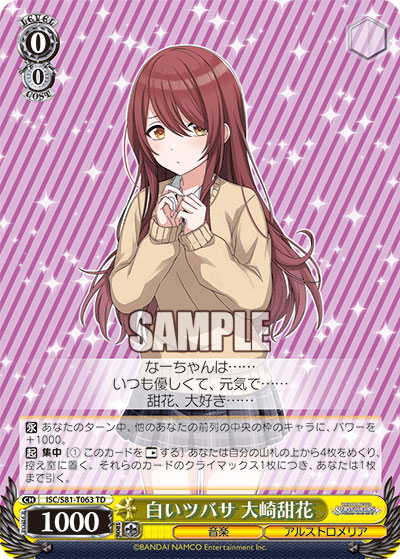 LEVEL
0
0
COST
SAMPLE
なーちゃんは……
いつも優しくて、元気で……
甜花、大好き……
永 あなたのターン中、他のあなたの前列の中央の枠のキャラに、パワーを
＋1000。
起 集中 ［① このカードを する］ あなたは自分の山札の上から4枚をめくり、
控え室に置く。それらのカードのクライマックス1枚につき、あなたは1枚
まで引く。
CH ISC/S81-T063 TD
POWER
1000
SOUL
白いツバサ 大崎甜花
音楽
アルストロメリア
©BANDAI NAMCO Entertainment Inc.